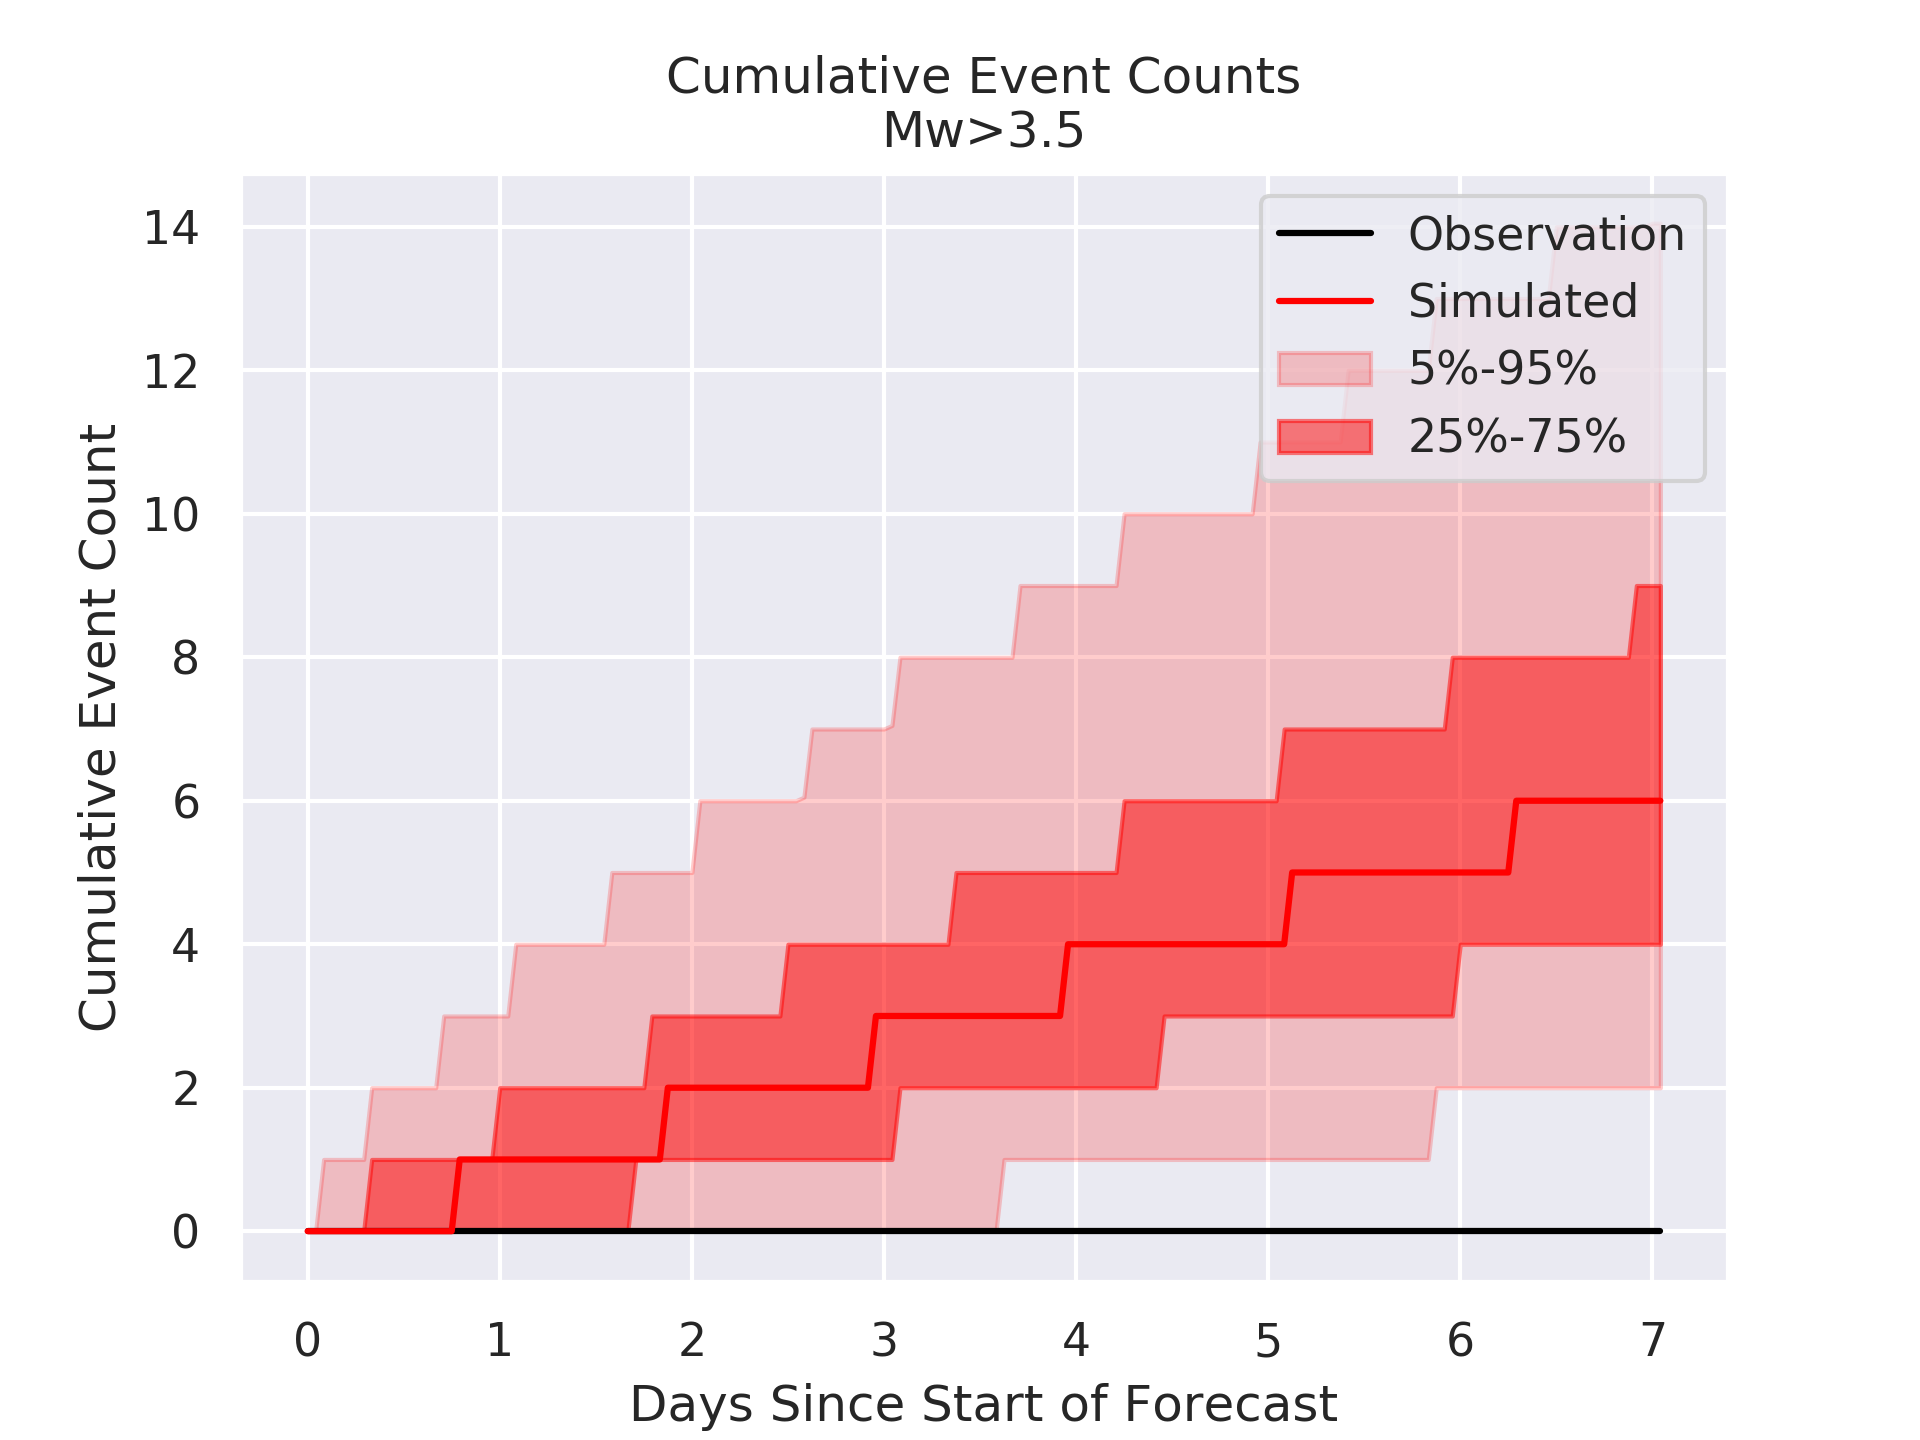 Cumulative Event Counts
Mw>3.5
Cumulative Event Count
14
12
10
8
6
4
2
0
Observation
Simulated
5%-95%
25%-75%
0 1 2 3 4 5 6 7
Days Since Start of Forecast